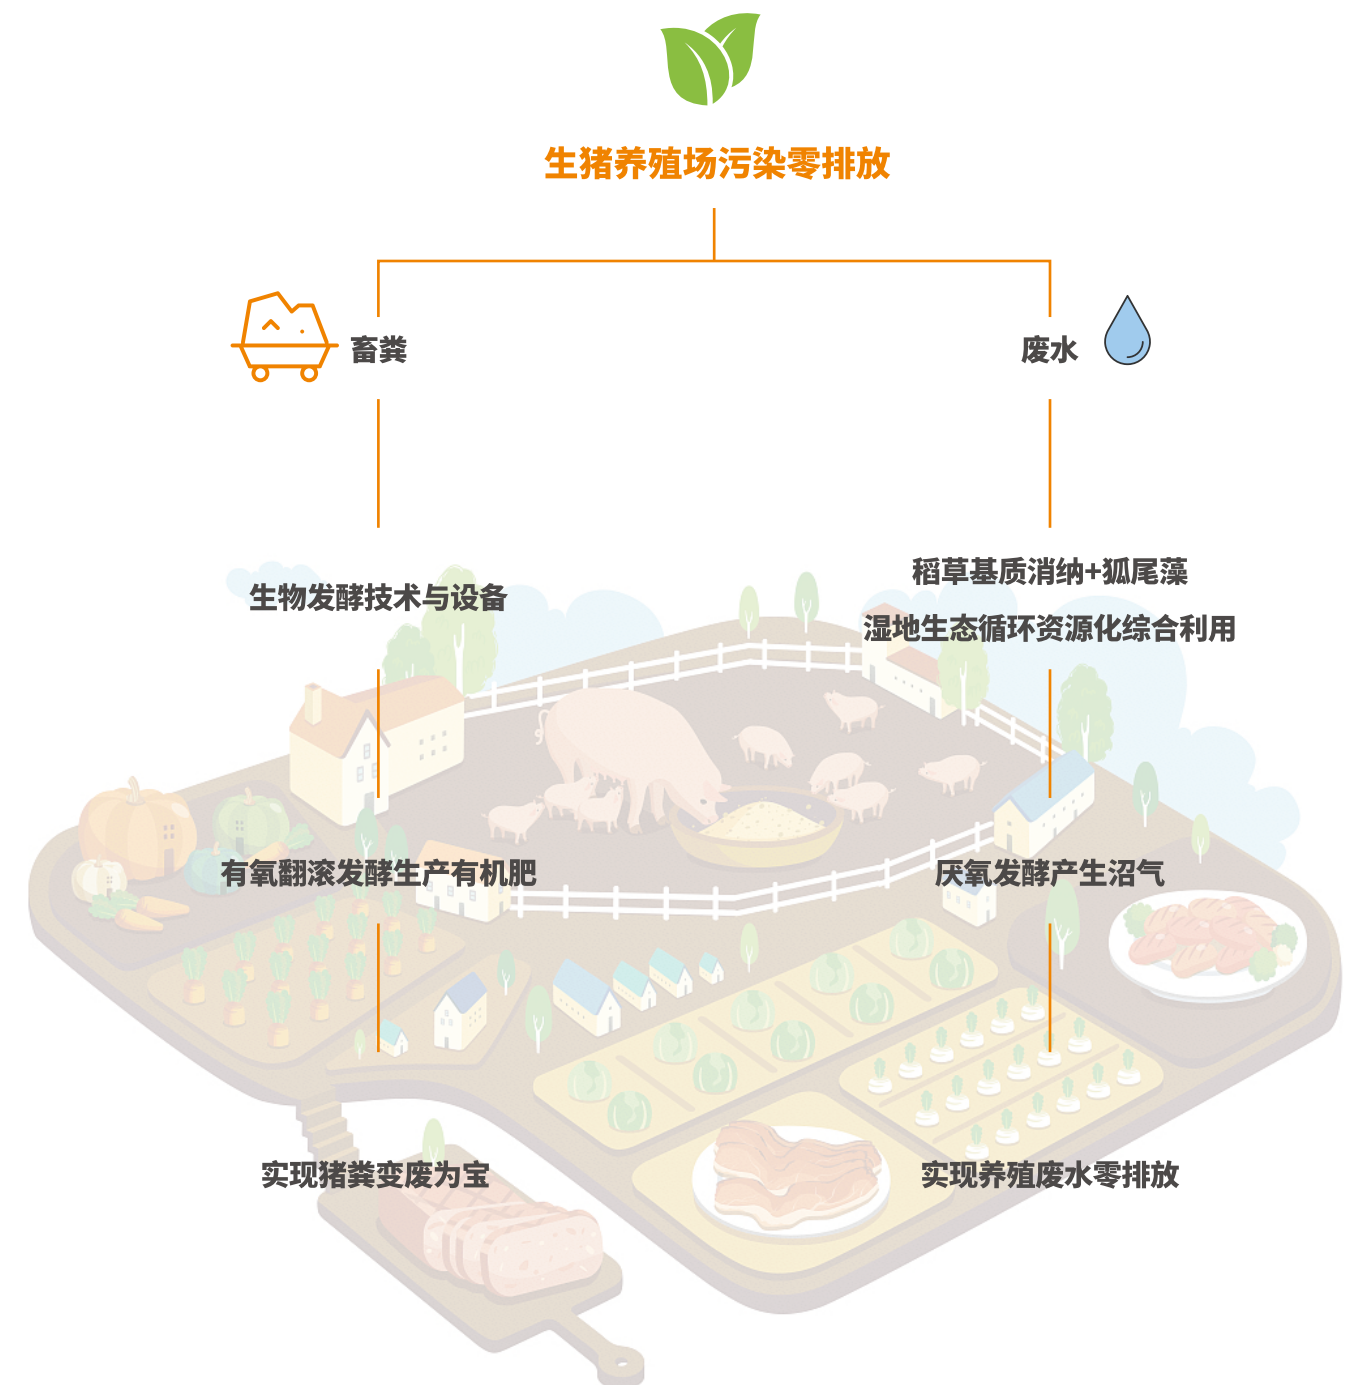 生猪养殖场污染零排放
畜粪
废水
生物发酵技术与设备
稻草基质消纳+狐尾藻
湿地生态循环资源化综合利用
有氧翻滚发酵生产有机肥
厌氧发酵产生沼气
实现猪粪变废为宝
实现养殖废水零排放